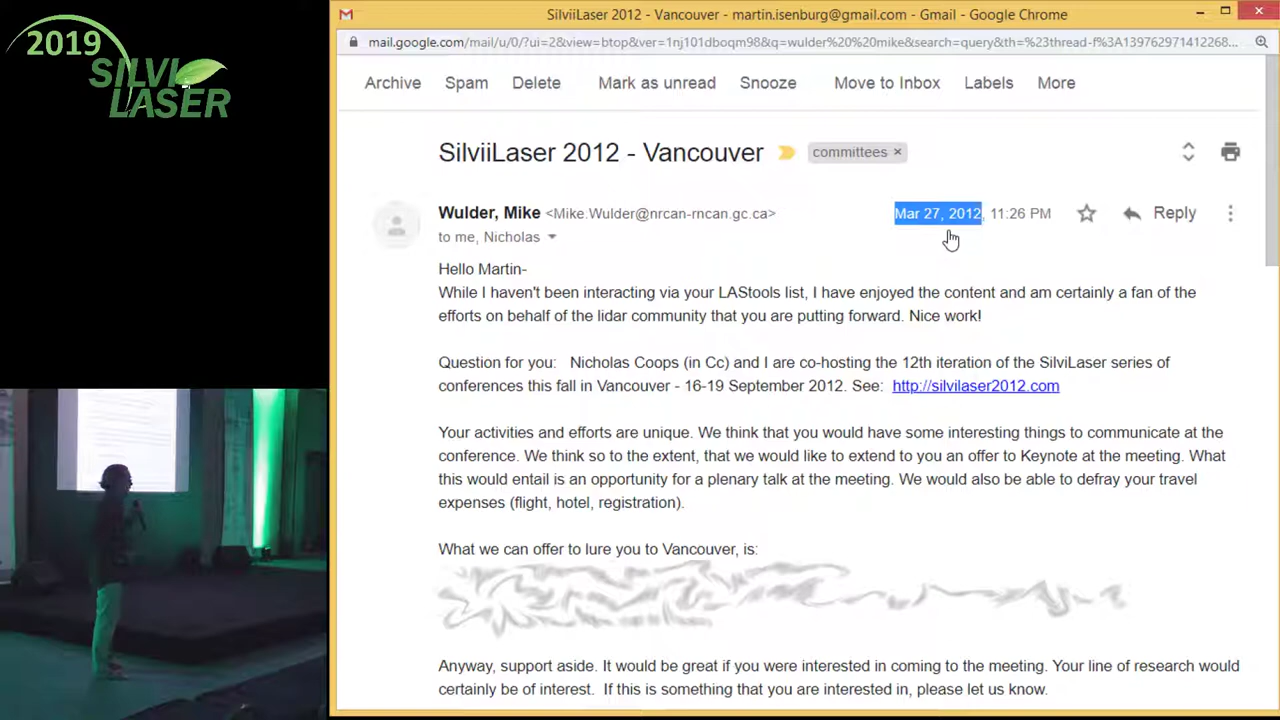 2019
SILVI
LASER
SilviiLaser 2012 - Vancouver - martin.isenburg@gmail.com - Gmail - Google Chrome
mail.google.com/mail/u/0/?ui=2&view=btop&ver=1nj101dboqm98&q=wulder%20%20mike&search=query&th=%23thread-f%3A139762971412268...
Archive Spam Delete Mark as unread Snooze Move to Inbox Labels More
SilviiLaser 2012 - Vancouver committees ×
Wulder, Mike <Mike.Wulder@nrcan-rncan.gc.ca> Mar 27, 2012, 11:26 PM Reply
to me, Nicholas
Hello Martin-
While I haven't been interacting via your LAStools list, I have enjoyed the content and am certainly a fan of the
efforts on behalf of the lidar community that you are putting forward. Nice work!
Question for you: Nicholas Coops (in Cc) and I are co-hosting the 12th iteration of the SilviLaser series of
conferences this fall in Vancouver - 16-19 September 2012. See: http://silvilaser2012.com
Your activities and efforts are unique. We think that you would have some interesting things to communicate at the
conference. We think so to the extent, that we would like to extend to you an offer to Keynote at the meeting. What
this would entail is an opportunity for a plenary talk at the meeting. We would also be able to defray your travel
expenses (flight, hotel, registration).
What we can offer to lure you to Vancouver, is:
Anyway, support aside. It would be great if you were interested in coming to the meeting. Your line of research would
certainly be of interest. If this is something that you are interested in, please let us know.